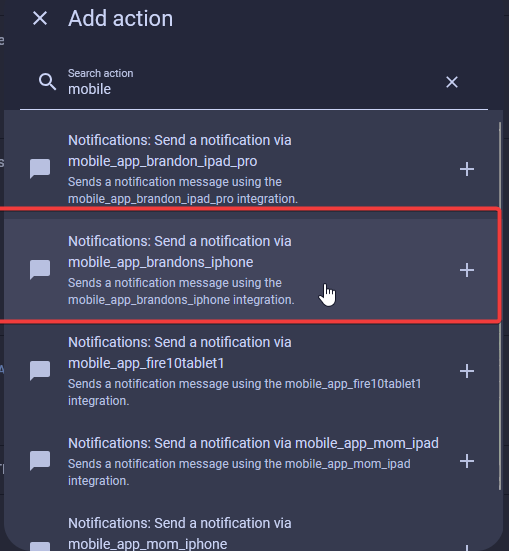 Add action
Search action
mobile
Notifications: Send a notification via
mobile_app_brandon_ipad_pro
Sends a notification message using the
mobile_app_brandon_ipad_pro integration.
Notifications: Send a notification via
mobile_app_brandons_iphone
Sends a notification message using the
mobile_app_brandons_iphone integration.
Notifications: Send a notification via
mobile_app_fire10tablet1
Sends a notification message using the mobile_app_fire10tablet1
integration.
Notifications: Send a notification via mobile_app_mom_ipad
Sends a notification message using the mobile_app_mom_ipad
integration.
Notifications: Send a notification via
mobile_app_mom_iphone